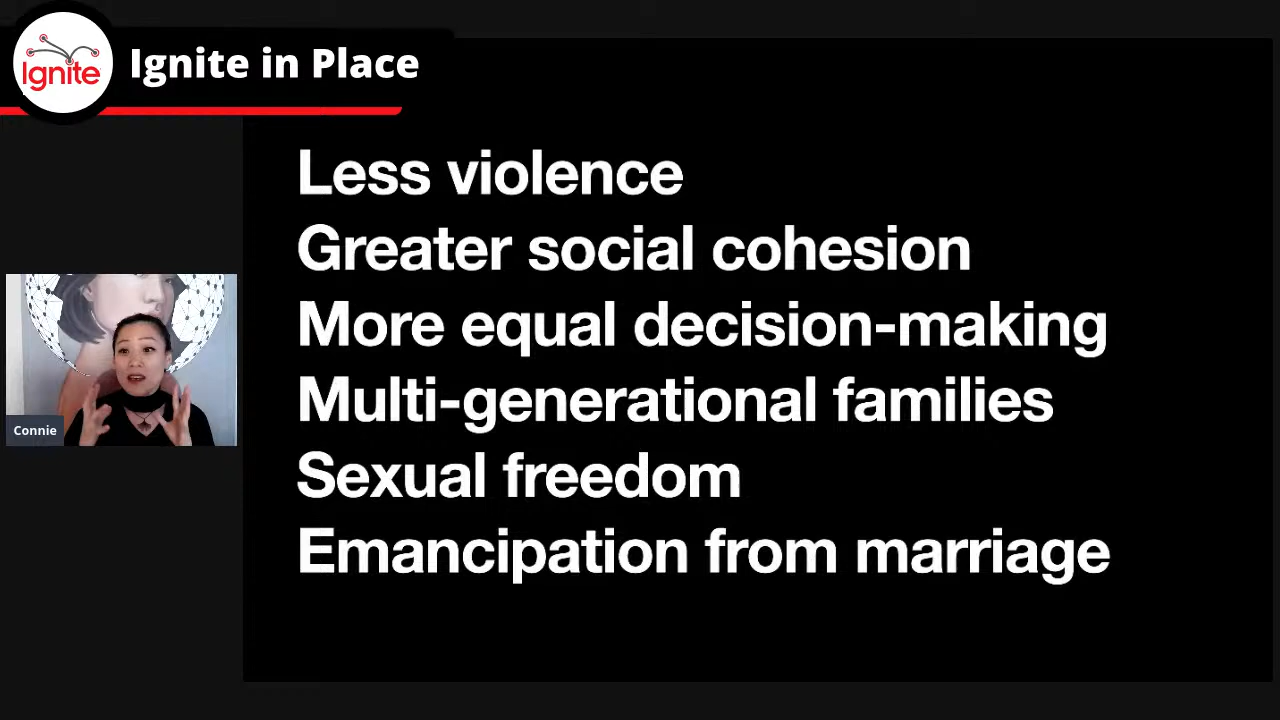 Ignite
Ignite in Place
Less violence
Greater social cohesion
More equal decision-making
Multi-generational families
Sexual freedom
Emancipation from marriage
Connie